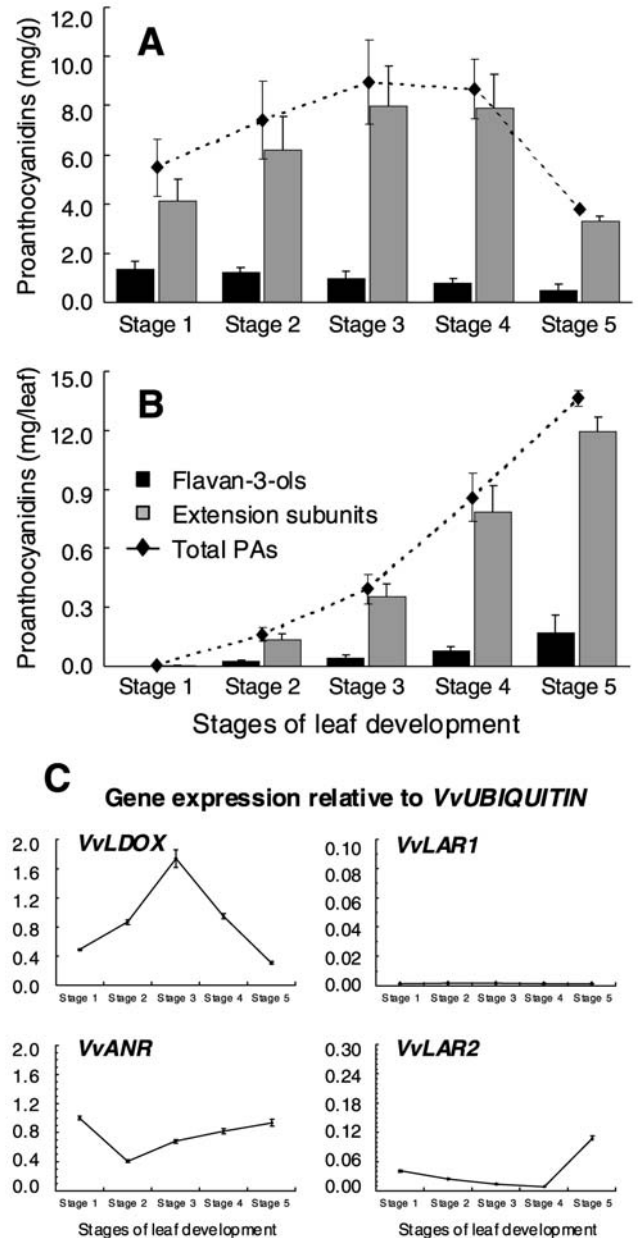 A
Proanthocyanidins (mg/g)
12.0
10.0
8.0
6.0
4.0
2.0
0.0
Stage 1 Stage 2 Stage 3 Stage 4 Stage 5
B
Proanthocyanidins (mg/leaf)
15.0
12.0
0.9
0.6
0.3
0.0
Flavan-3-ols
Extension subunits
Total PAs
Stage 1 Stage 2 Stage 3 Stage 4 Stage 5
Stages of leaf development
C
Gene expression relative to VvUBIQUITIN
VvLDOX
2.0
1.6
1.2
0.8
0.4
0.0
Stage 1 Stage 2 Stage 3 Stage 4 Stage 5
VvLAR1
0.10
0.08
0.06
0.04
0.02
0.00
Stage 1 Stage 2 Stage 3 Stage 4 Stage 5
VvANR
2.0
1.6
1.2
0.8
0.4
0.0
Stage 1 Stage 2 Stage 3 Stage 4 Stage 5
Stages of leaf development
VvLAR2
0.30
0.24
0.18
0.12
0.06
0.00
Stage 1 Stage 2 Stage 3 Stage 4 Stage 5
Stages of leaf development